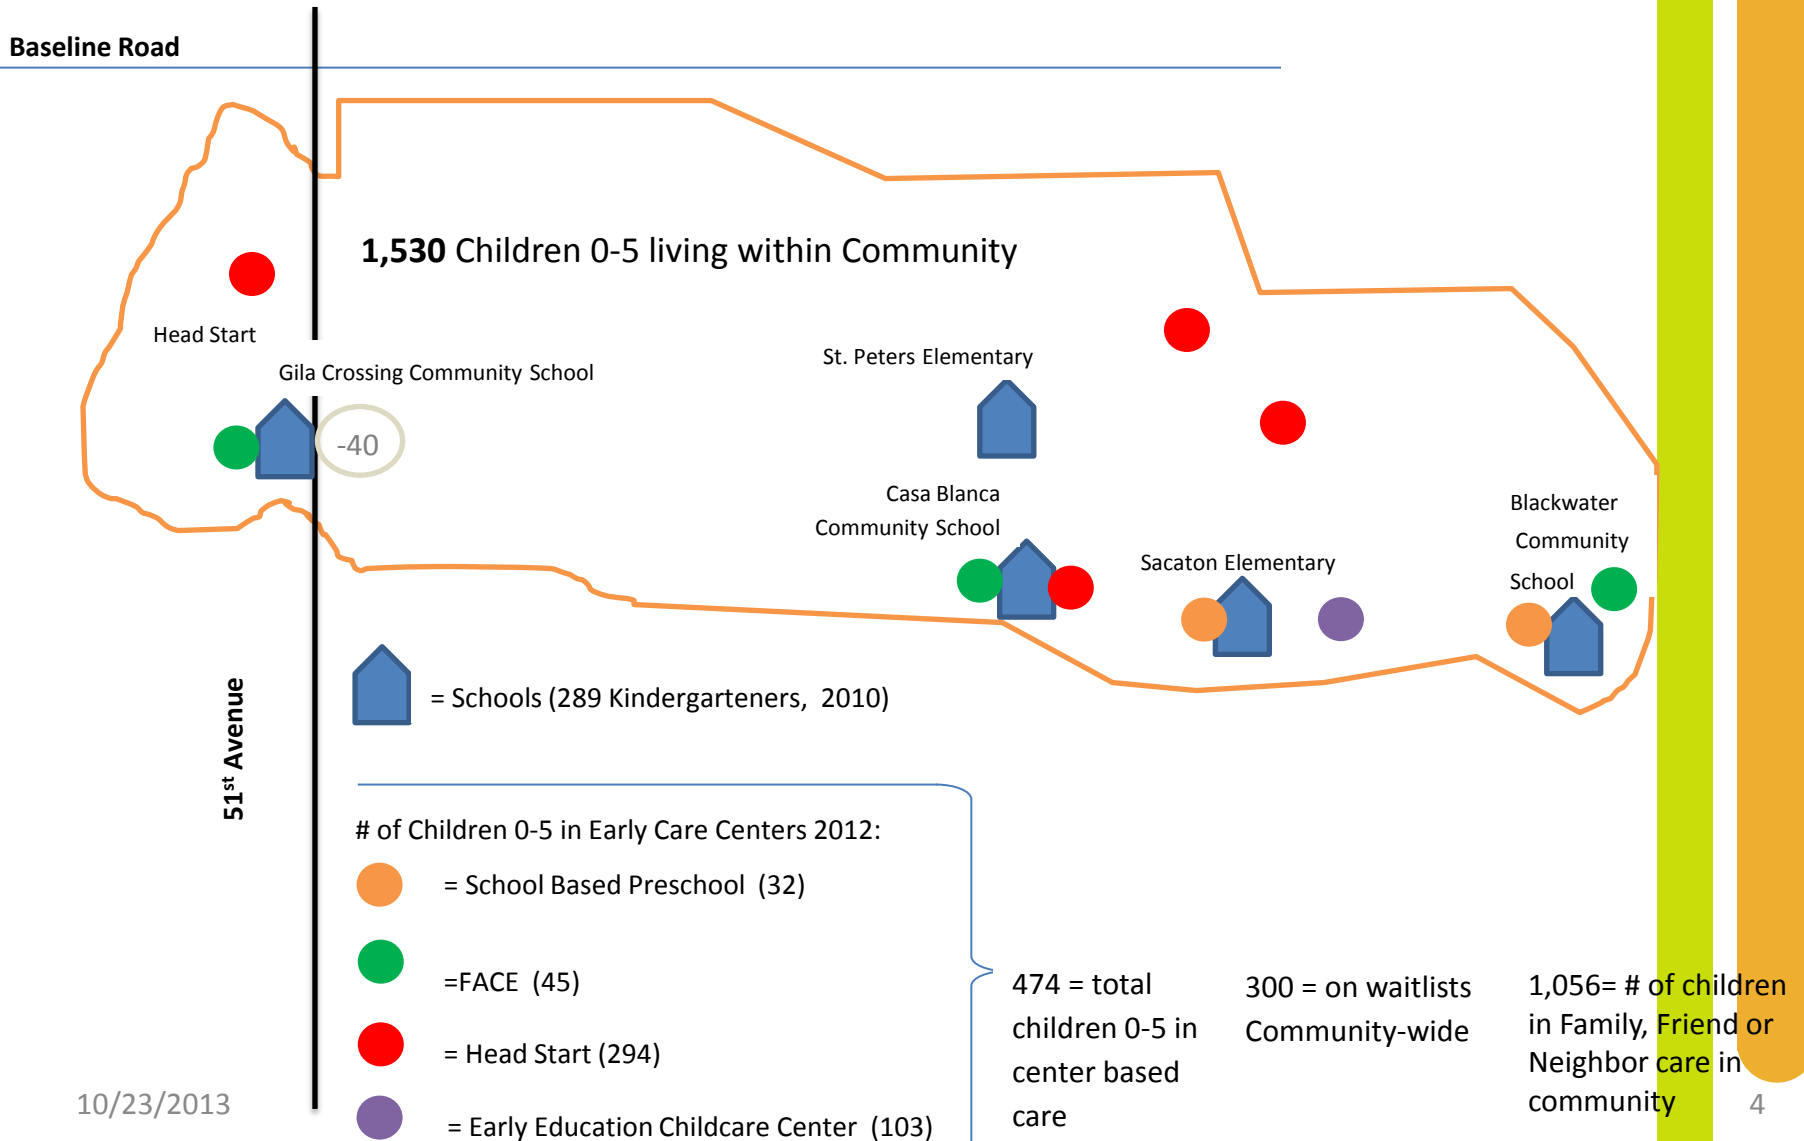 Baseline Road
1,530 Children 0-5 living within Community
Head Start
Gila Crossing Community School
-40
St. Peters Elementary
Casa Blanca
Community School
Sacaton Elementary
Blackwater
Community
School
= Schools (289 Kindergarteners, 2010)
51st Avenue
# of Children 0-5 in Early Care Centers 2012:
= School Based Preschool (32)
=FACE (45)
= Head Start (294)
= Early Education Childcare Center (103)
474 = total
children 0-5 in
center based
care
300 = on waitlists
Community-wide
1,056= # of children
in Family, Friend or
Neighbor care in
community
10/23/2013
4